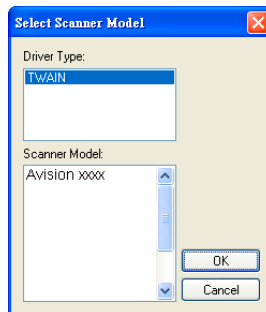 Select Scanner Model
Driver Type:
TWAIN
Scanner Model:
Avision xxxx
OK
Cancel